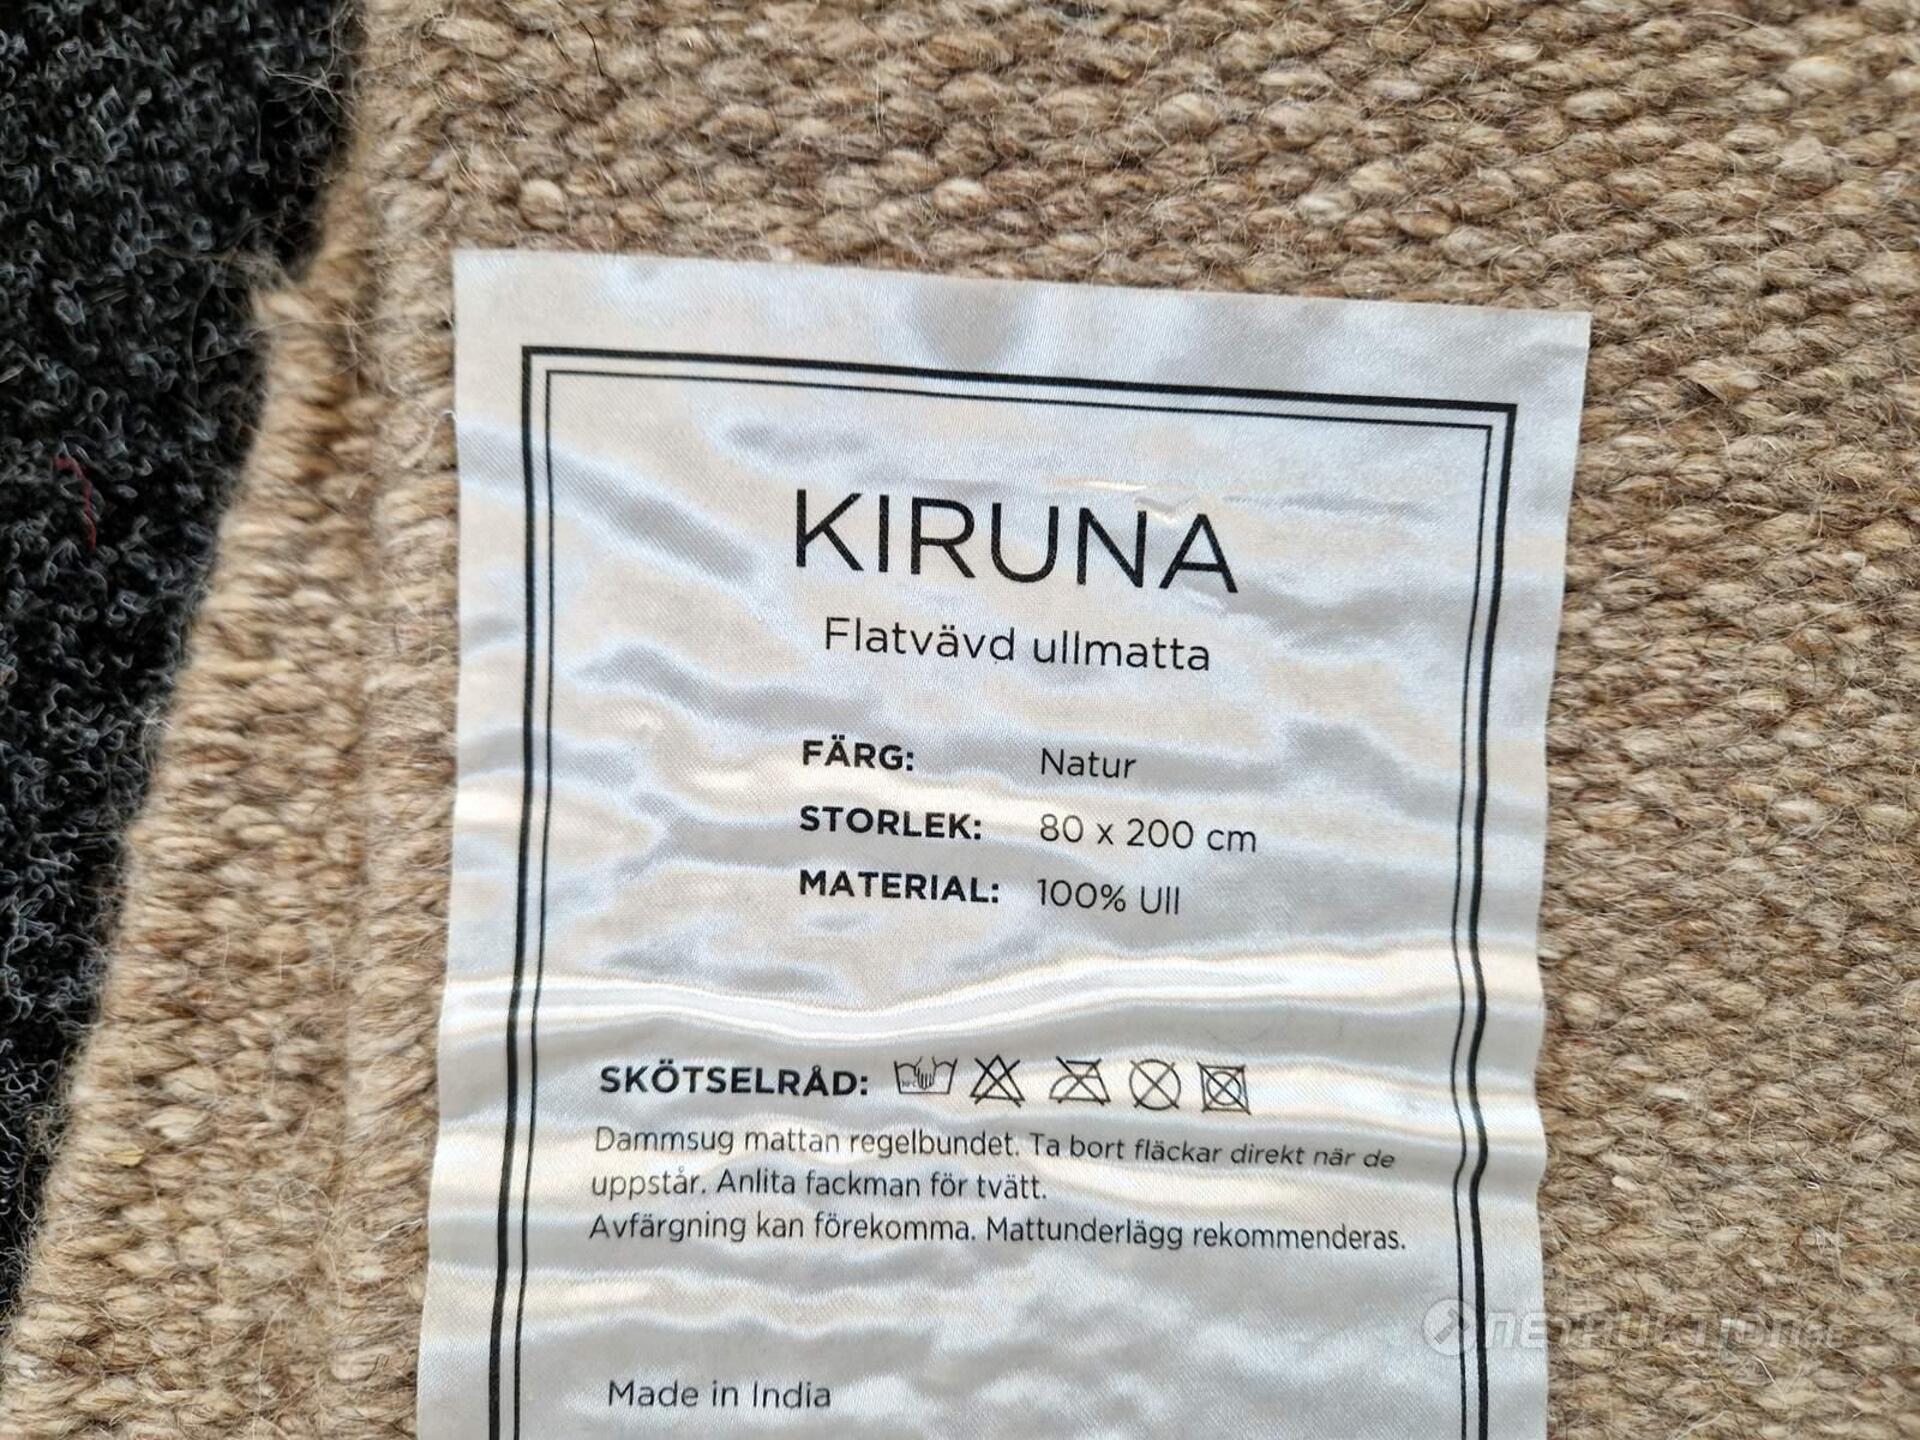 KIRUNA
Flatvävd ullmatta
FÄRG: Natur
STORLEK: 80 x 200 cm
MATERIAL: 100% Ull
SKÖTSELRÅD:
Dammsug mattan regelbundet. Ta bort fläckar direkt när de
uppstår. Anlita fackman för tvätt.
Avfärgning kan förekomma. Mattunderlägg rekommenderas.
Made in India